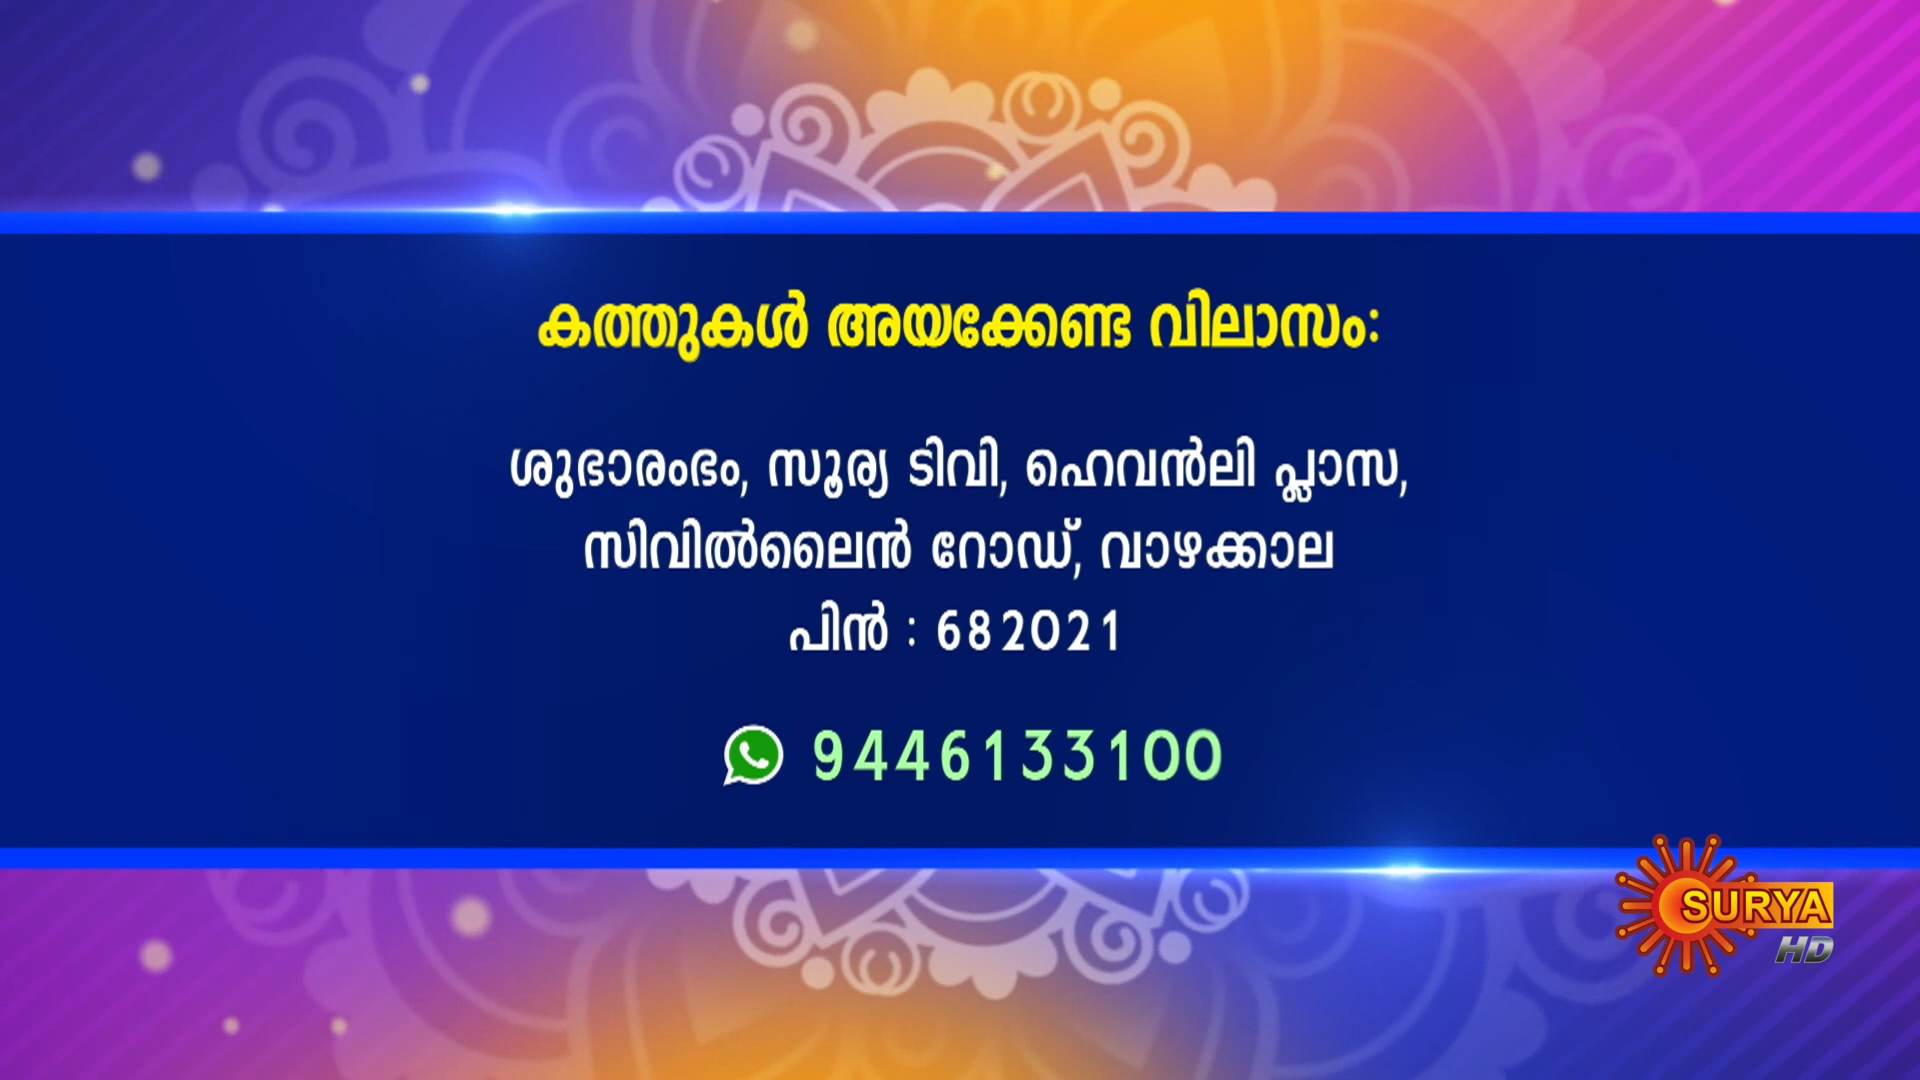 കത്തുകൾ അയക്കേണ്ട വിലാസം:
ശുഭാരംഭം, സൂര്യ ടിവി, ഹെവൻലി പ്ലാസ,
സിവിൽലൈൻ റോഡ്, വാഴക്കാല
പിൻ : 682021
9446133100
SURYA
HD